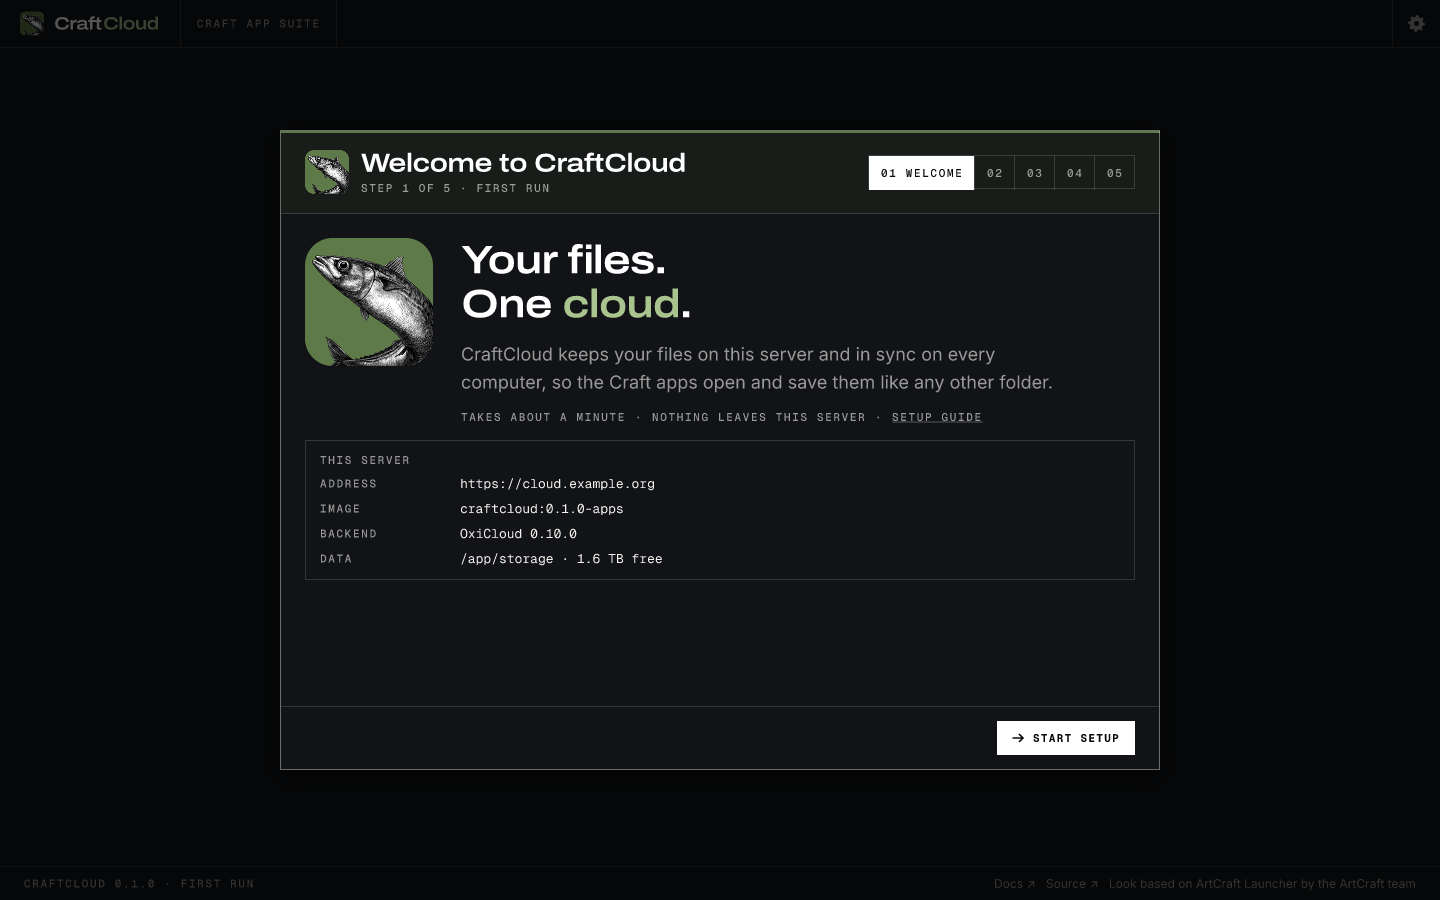 CraftCloud
CRAFT APP SUITE
Welcome to CraftCloud
STEP 1 OF 5 · FIRST RUN
01 WELCOME
02
03
04
05
Your files.
One cloud.
CraftCloud keeps your files on this server and in sync on every
computer, so the Craft apps open and save them like any other folder.
TAKES ABOUT A MINUTE · NOTHING LEAVES THIS SERVER · SETUP GUIDE
THIS SERVER
ADDRESS https://cloud.example.org
IMAGE craftcloud:0.1.0-apps
BACKEND OxiCloud 0.10.0
DATA /app/storage · 1.6 TB free
→ START SETUP
CRAFTCLOUD 0.1.0 · FIRST RUN
Docs ↗ Source ↗ Look based on ArtCraft Launcher by the ArtCraft team